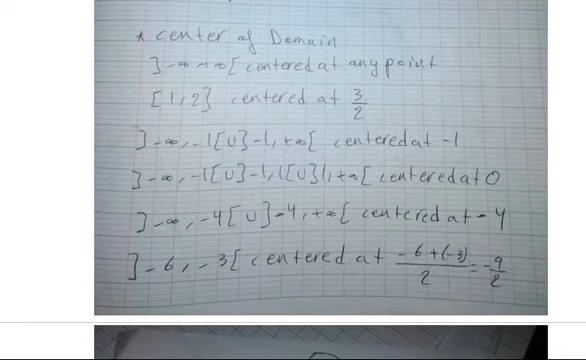 * center of Domain
]-∞ ~ ∞[ centered at any point
[1,2] centered at 3/2
]-∞,-1[U]-1,+∞[ centered at -1
]-∞,-1[U]-1,1[U]1,+∞[ centered at 0
]-∞,-4[U]-4,+∞[ centered at -4
]-6,-3[ centered at -6+(-3)/2 = -9/2